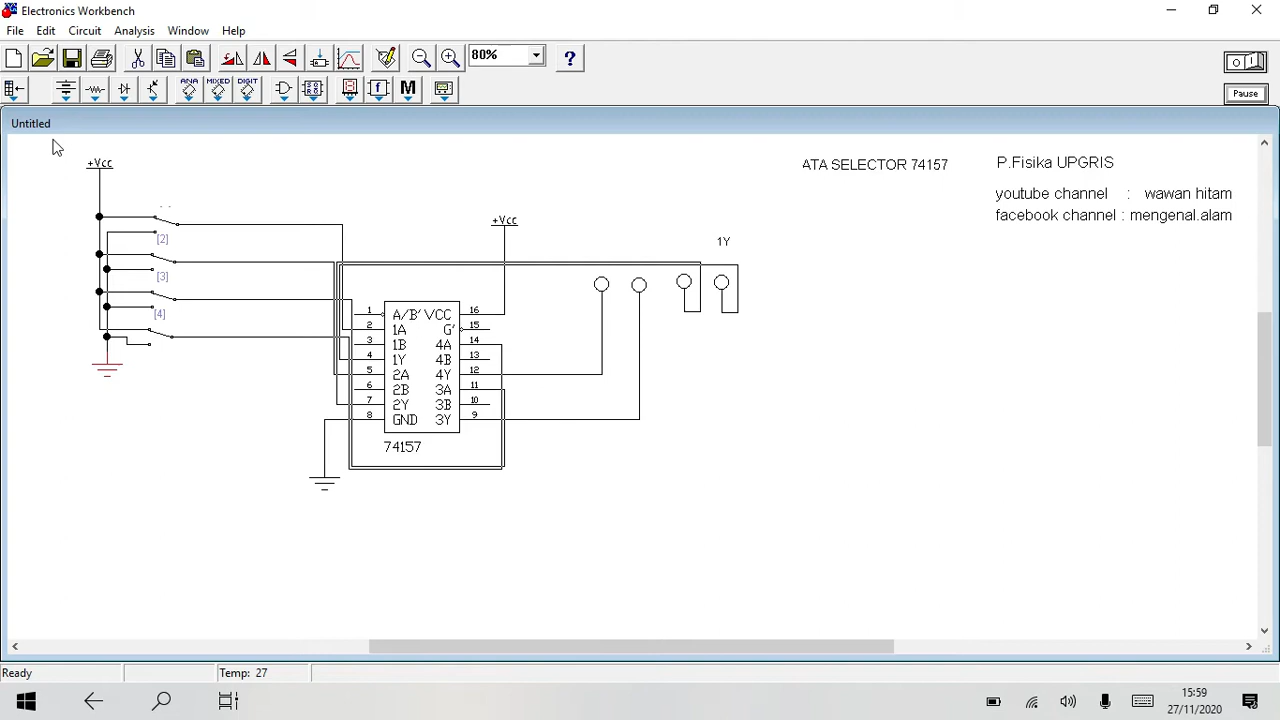 Electronics Workbench
File Edit Circuit Analysis Window Help
80%
?
ANA MIXED DIGIT
f M
Pause
Untitled
+Vcc
ATA SELECTOR 74157
P.Fisika UPGRIS
youtube channel : wawan hitam
facebook channel : mengenal.alam
+Vcc
1Y
[2]
[3]
[4]
1 A/B' VCC 16
2 1A G' 15
3 1B 4A 14
4 1Y 4B 13
5 2A 4Y 12
6 2B 3A 11
7 2Y 3B 10
8 GND 3Y 9
74157
Ready
Temp: 27
15:59
27/11/2020